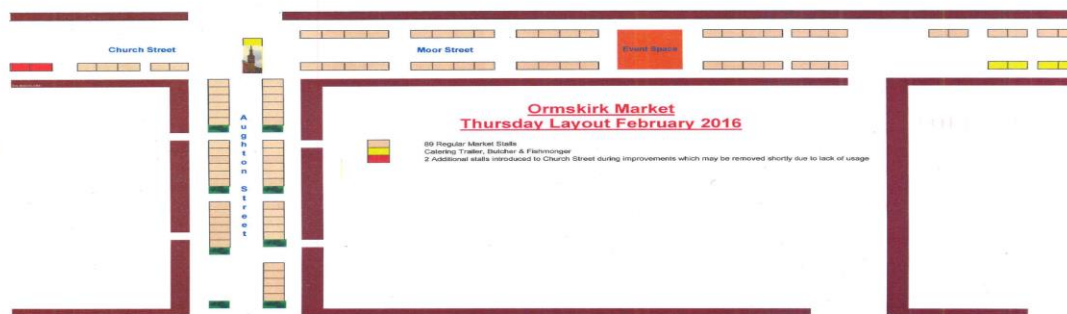 Church Street
Moor Street
Event Space
Aughton Street
Ormskirk Market
Thursday Layout February 2016
89 Regular Market Stalls
Catering Trailer, Butcher & Fishmonger
2 Additional stalls introduced to Church Street during improvements which may be removed shortly due to lack of usage